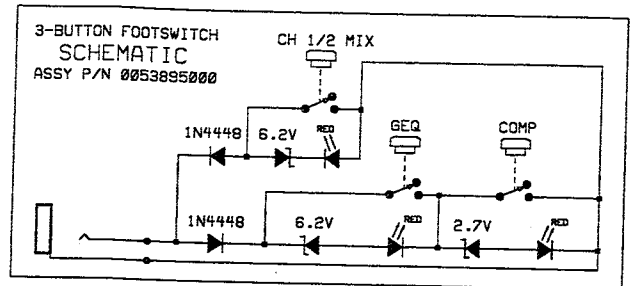 3-BUTTON FOOTSWITCH
SCHEMATIC
ASSY P/N 0053895000
CH 1/2 MIX
1N4448
6.2V
RED
GEQ
COMP
1N4448
6.2V
RED
2.7V
RED